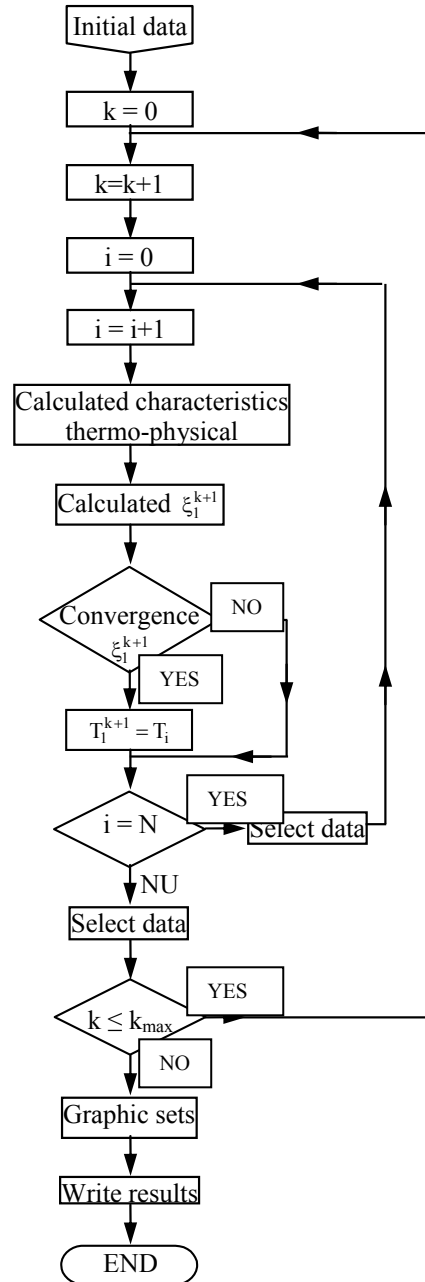 Initial data
k = 0
k=k+1
i = 0
i = i+1
Calculated characteristics
thermo-physical
Calculated ξ₁ᵏ⁺¹
Convergence
ξ₁ᵏ⁺¹
NO
YES
T₁ᵏ⁺¹ = Tᵢ
i = N
YES
Select data
NU
Select data
k ≤ kₘₐₓ
YES
NO
Graphic sets
Write results
END